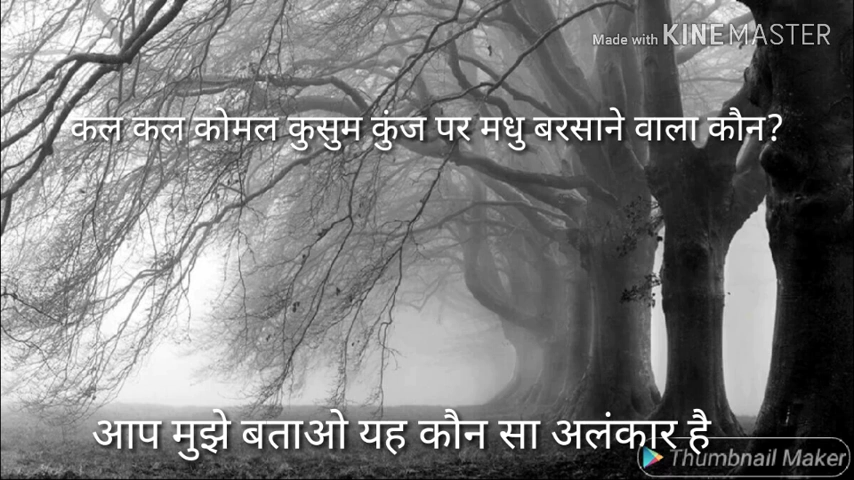 Made with KINEMASTER
कल कल कोमल कुसुम कुंज पर मधु बरसाने वाला कौन?
आप मुझे बताओ यह कौन सा अलंकार है
Thumbnail Maker